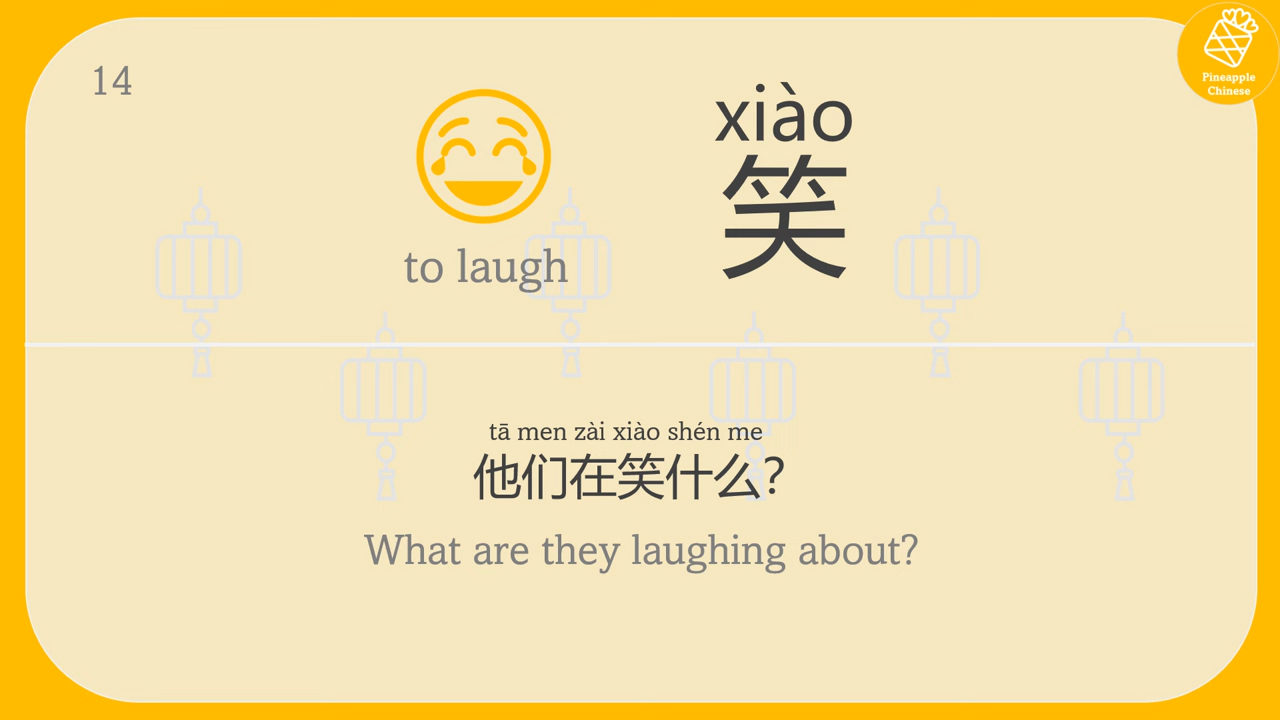 14
Pineapple
Chinese
xiào
笑
to laugh
tā men zài xiào shén me
他们在笑什么?
What are they laughing about?